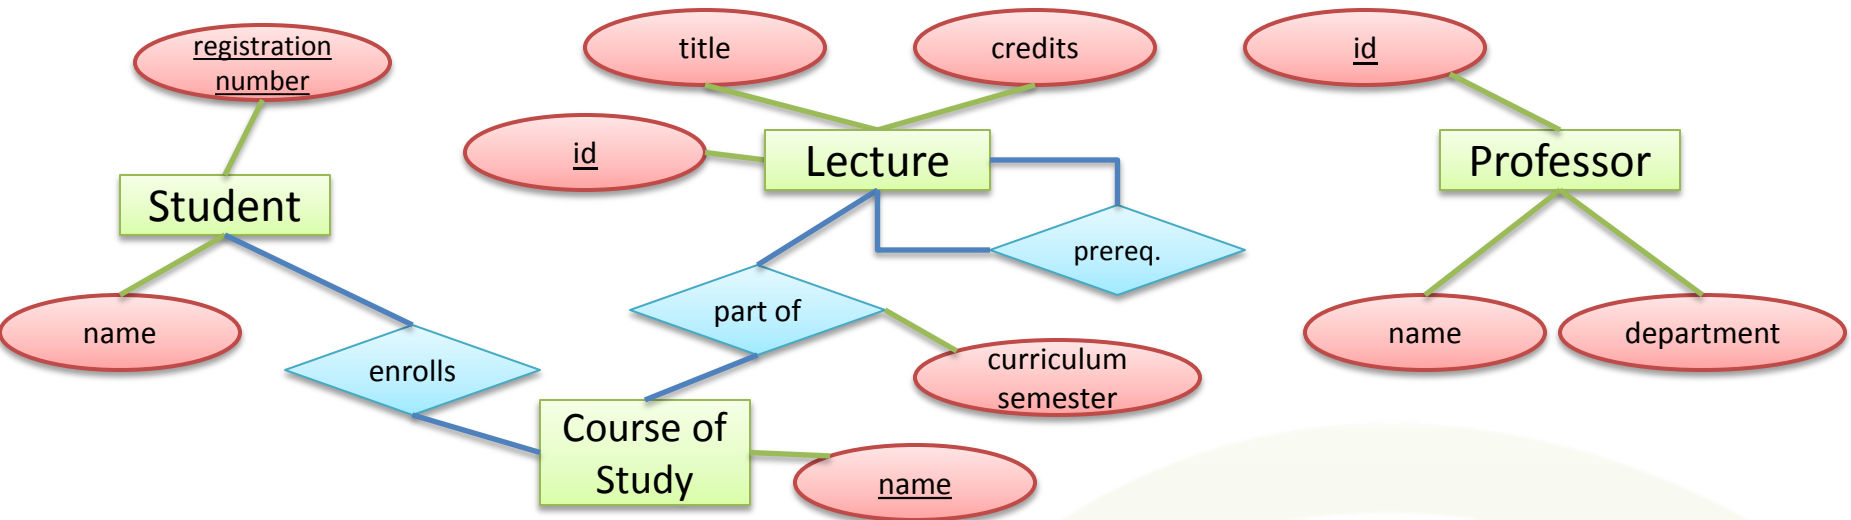 registration
number
title
credits
id
id
Lecture
Professor
Student
prereq.
part of
name
name
department
enrolls
curriculum
semester
Course of
Study
name